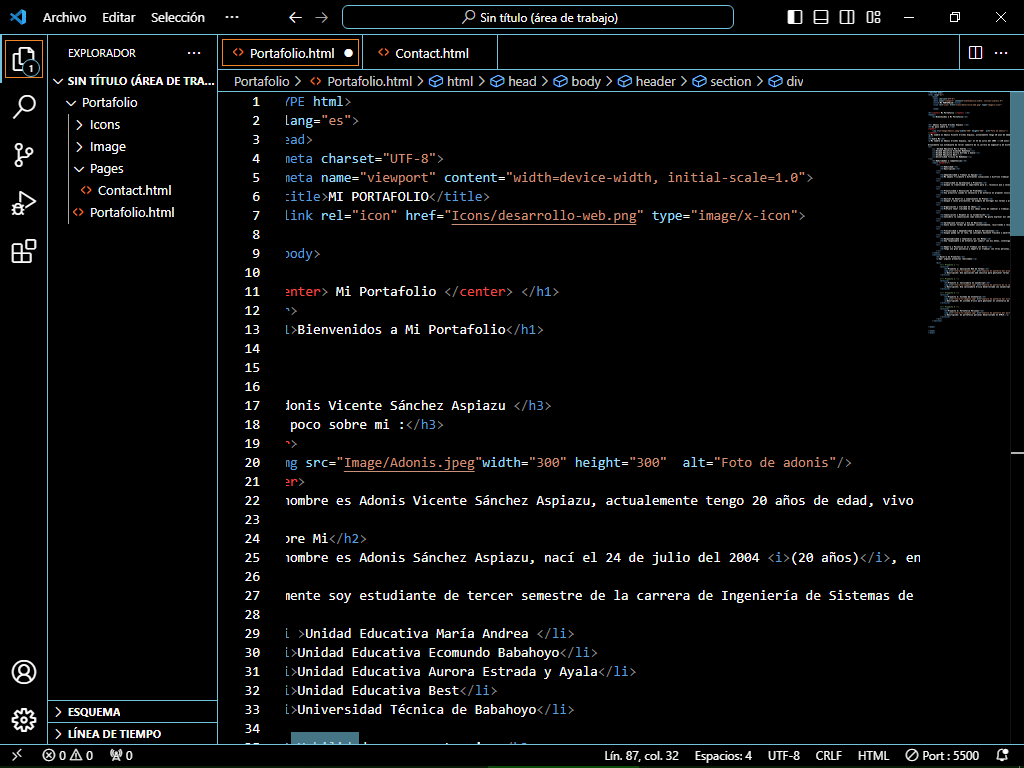 Archivo Editar Selección ··· Sin título (área de trabajo)
EXPLORADOR ···
Portafolio.html Contact.html
SIN TÍTULO (ÁREA DE TRA...
Portafolio
Icons
Image
Pages
Contact.html
Portafolio.html
ESQUEMA
LÍNEA DE TIEMPO
Portafolio > Portafolio.html > html > head > body > header > section > div
1 YPE html>
2 lang="es">
3 ead>
4 meta charset="UTF-8">
5 meta name="viewport" content="width=device-width, initial-scale=1.0">
6 title>MI PORTAFOLIO</title>
7 link rel="icon" href="Icons/desarrollo-web.png" type="image/x-icon">
8
9 body>
10
11 enter> Mi Portafolio </center> </h1>
12 >
13 1>Bienvenidos a Mi Portafolio</h1>
14
15
16
17 donis Vicente Sánchez Aspiazu </h3>
18 poco sobre mi :</h3>
19 r>
20 mg src="Image/Adonis.jpeg"width="300" height="300" alt="Foto de adonis"/>
21 er>
22 nombre es Adonis Vicente Sánchez Aspiazu, actualemente tengo 20 años de edad, vivo
23
24 bre Mi</h2>
25 nombre es Adonis Sánchez Aspiazu, nací el 24 de julio del 2004 <i>(20 años)</i>, en
26
27 mente soy estudiante de tercer semestre de la carrera de Ingeniería de Sistemas de
28
29 i >Unidad Educativa María Andrea </li>
30 i>Unidad Educativa Ecomundo Babahoyo</li>
31 i>Unidad Educativa Aurora Estrada y Ayala</li>
32 i>Unidad Educativa Best</li>
33 i>Universidad Técnica de Babahoyo</li>
34
0 0 0 Lín. 87, col. 32 Espacios: 4 UTF-8 CRLF HTML Port : 5500